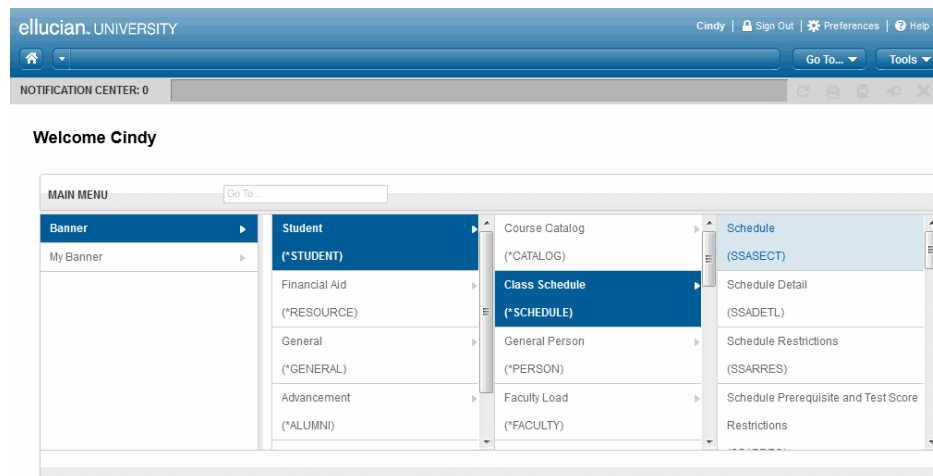 ellucian. UNIVERSITY
Cindy | Sign Out | Preferences | Help
Go To... Tools
NOTIFICATION CENTER: 0
Welcome Cindy
MAIN MENU
Go To...
Banner
My Banner
Student
(*STUDENT)
Financial Aid
(*RESOURCE)
General
(*GENERAL)
Advancement
(*ALUMNI)
Course Catalog
(*CATALOG)
Class Schedule
(*SCHEDULE)
General Person
(*PERSON)
Faculty Load
(*FACULTY)
Schedule
(SSASECT)
Schedule Detail
(SSADETL)
Schedule Restrictions
(SSARRES)
Schedule Prerequisite and Test Score
Restrictions